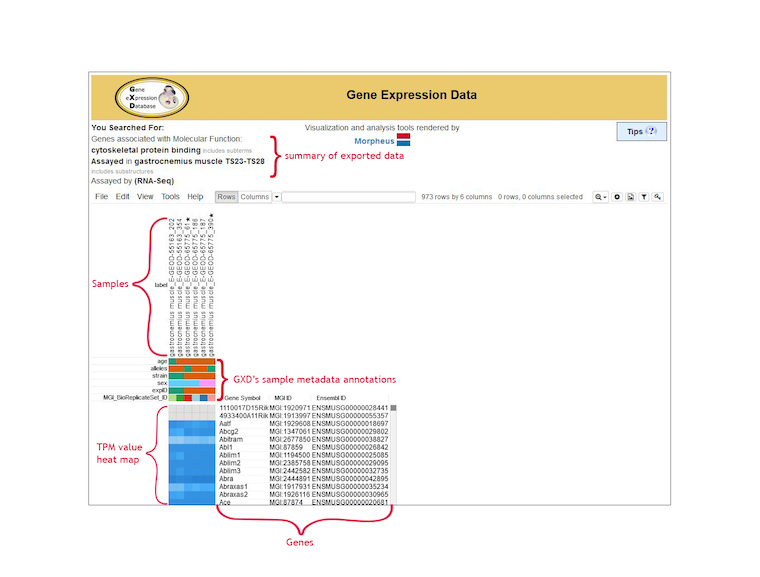 Gene
eXpression
Database
Gene Expression Data
You Searched For:
Genes associated with Molecular Function:
cytoskeletal protein binding includes subterms
Assayed in gastrocnemius muscle TS23-TS28
includes substructures
Assayed by (RNA-Seq)
summary of exported data
Visualization and analysis tools rendered by
Morpheus
Tips
File Edit View Tools Help Rows Columns
973 rows by 6 columns 0 rows, 0 columns selected
Samples
label
gastrocnemius muscle_E-GEOD-55163_202
gastrocnemius muscle_E-GEOD-55163_354
gastrocnemius muscle_E-GEOD-65775_61★
gastrocnemius muscle_E-GEOD-65775_186
gastrocnemius muscle_E-GEOD-65775_187
gastrocnemius muscle_E-GEOD-65775_390★
age
alleles
strain
sex
expID
MGI_BioReplicateSet_ID
GXD's sample metadata annotations
Gene Symbol MGI ID Ensembl ID
1110017D15Rik MGI:1920971 ENSMUSG00000028441
4933400A11Rik MGI:1913997 ENSMUSG00000055357
Aatf MGI:1929608 ENSMUSG00000018697
Abcg2 MGI:1347061 ENSMUSG00000029802
Abitram MGI:2677850 ENSMUSG00000038827
Abl1 MGI:87859 ENSMUSG00000026842
Ablim1 MGI:1194500 ENSMUSG00000025085
Ablim2 MGI:2385758 ENSMUSG00000029095
Ablim3 MGI:2442582 ENSMUSG00000032735
Abra MGI:2444891 ENSMUSG00000042895
Abraxas1 MGI:1917931 ENSMUSG00000035234
Abraxas2 MGI:1926116 ENSMUSG00000030965
Ace MGI:87874 ENSMUSG00000020681
TPM value
heat map
Genes